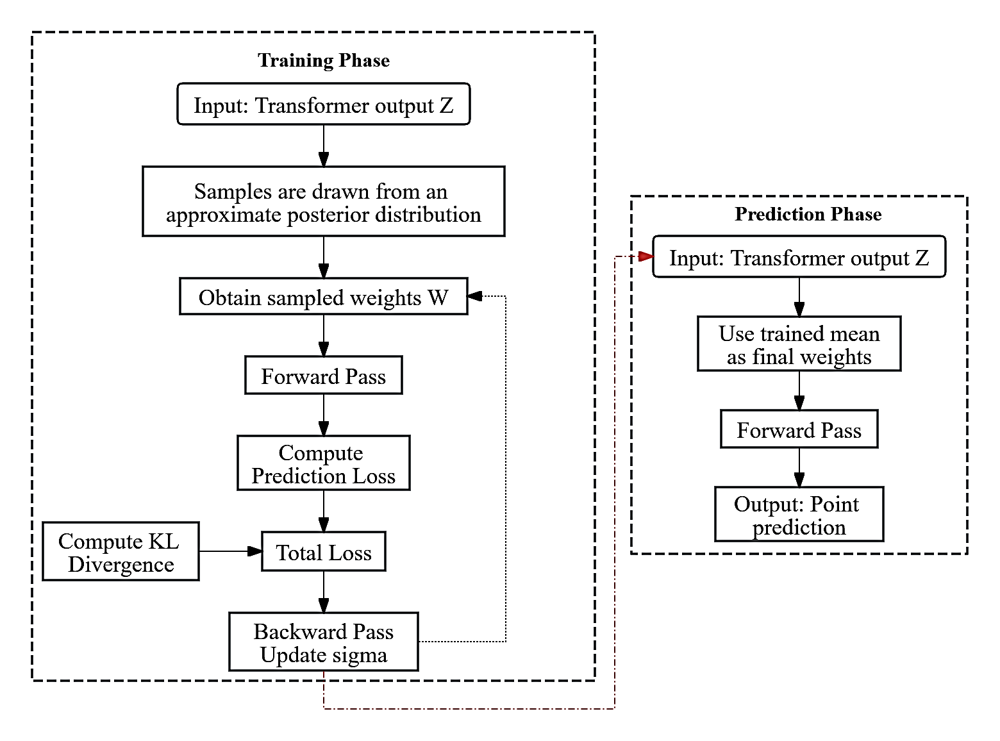 Training Phase
Input: Transformer output Z
Samples are drawn from an
approximate posterior distribution
Obtain sampled weights W
Forward Pass
Compute
Prediction Loss
Compute KL
Divergence
Total Loss
Backward Pass
Update sigma
Prediction Phase
Input: Transformer output Z
Use trained mean
as final weights
Forward Pass
Output: Point
prediction